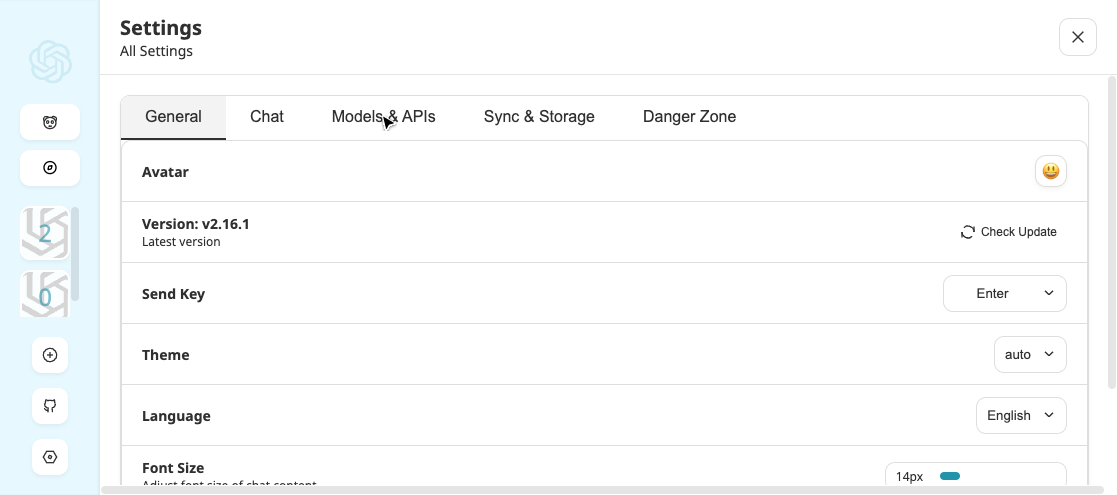 Settings
All Settings
General
Chat
Models & APIs
Sync & Storage
Danger Zone
Avatar
Version: v2.16.1
Latest version
Check Update
Send Key
Enter
Theme
auto
Language
English
Font Size
Adjust font size of chat content
14px
2
0